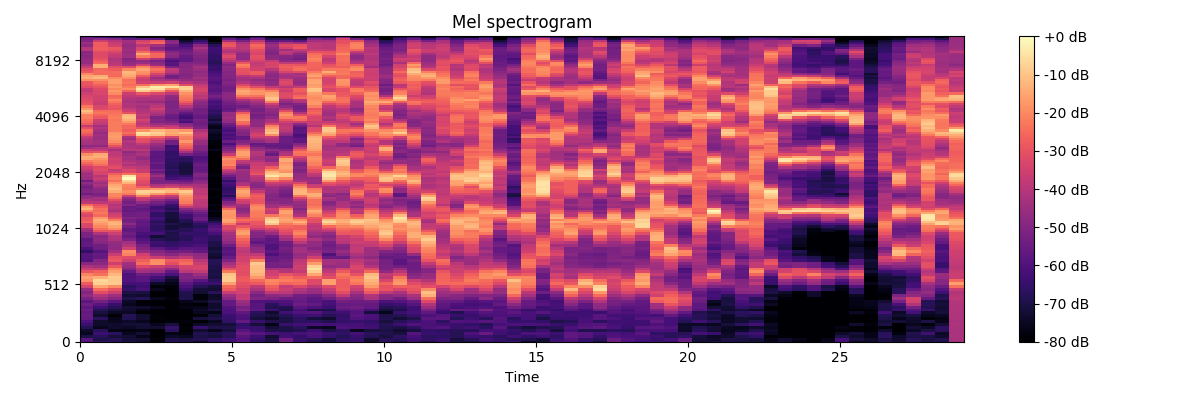 Mel spectrogram
8192
4096
2048
1024
512
0
Hz
0 5 10 15 20 25
Time
+0 dB
-10 dB
-20 dB
-30 dB
-40 dB
-50 dB
-60 dB
-70 dB
-80 dB